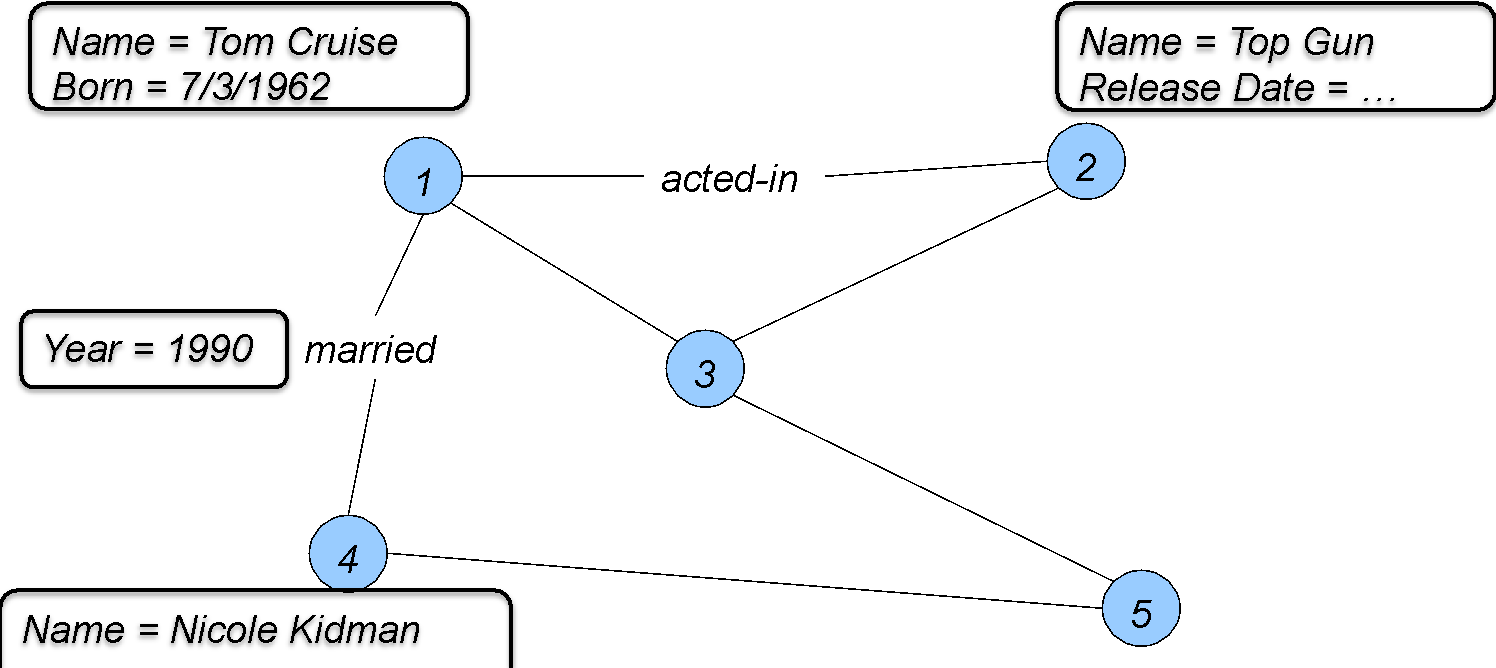 Name = Tom Cruise
Born = 7/3/1962
Name = Top Gun
Release Date = …
1
acted-in
2
Year = 1990
married
3
4
5
Name = Nicole Kidman